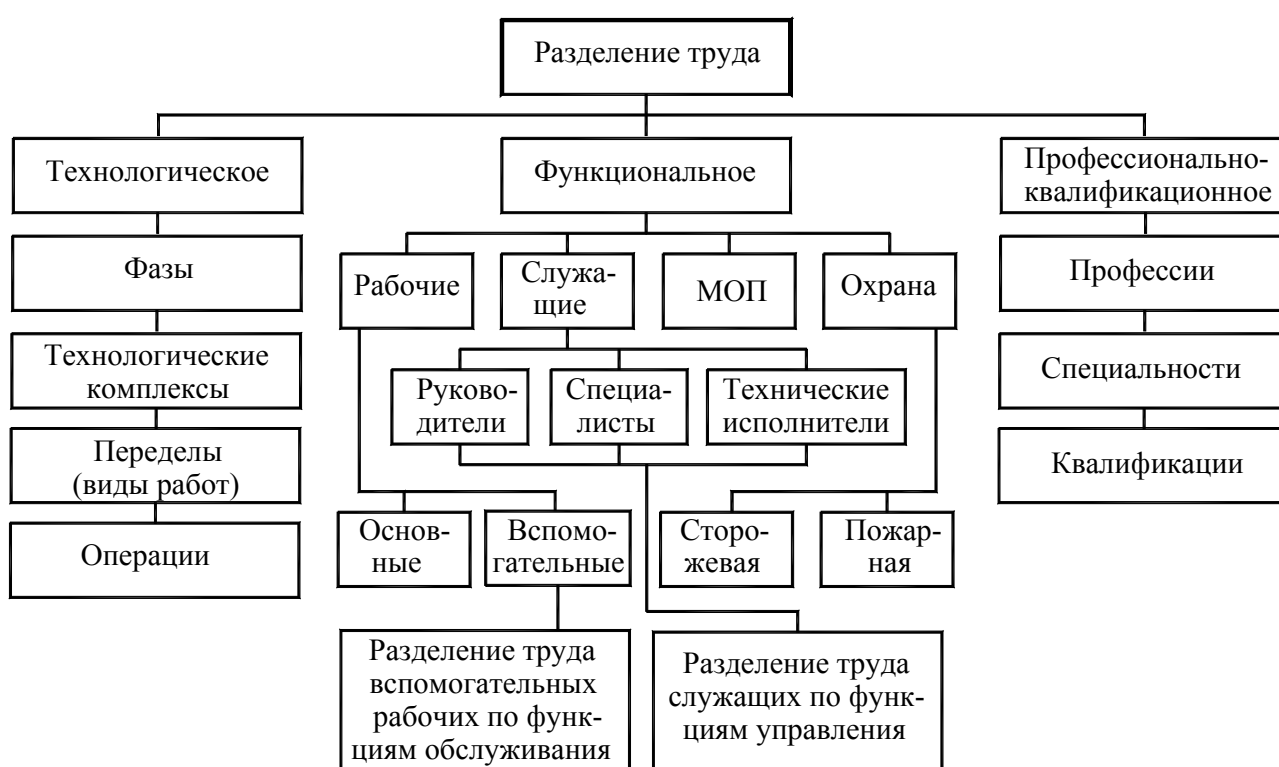 Разделение труда
Технологическое
Функциональное
Профессионально-
квалификационное
Фазы
Рабочие
Служа-
щие
МОП
Охрана
Профессии
Технологические
комплексы
Руково-
дители
Специа-
листы
Технические
исполнители
Специальности
Переделы
(виды работ)
Квалификации
Операции
Основ-
ные
Вспомо-
гательные
Сторо-
жевая
Пожар-
ная
Разделение труда
вспомогательных
рабочих по функ-
циям обслуживания
Разделение труда
служащих по функ-
циям управления